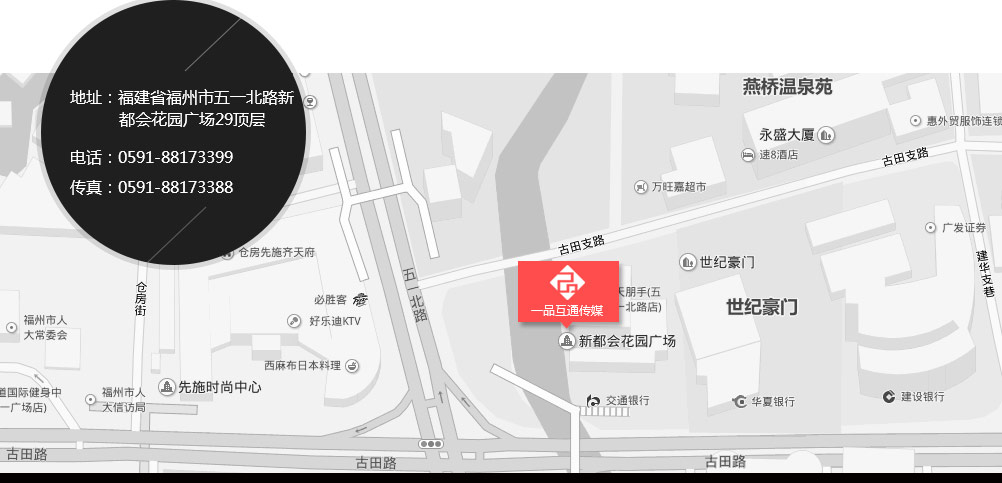 地址：福建省福州市五一北路新
都会花园广场29顶层
电话：0591-88173399
传真：0591-88173388
燕桥温泉苑
惠外贸服饰连锁
永盛大厦
速8酒店
古田支路
万旺嘉超市
广发证券
古田支路
仓房先施齐天府
世纪豪门
建华支巷
五一北路
仓房街
天朋手(五
一北路店)
必胜客
世纪豪门
一品互通传媒
福州市人
大常委会
好乐迪KTV
新都会花园广场
西麻布日本料理
先施时尚中心
道国际健身中
一广场店)
福州市人
大信访局
交通银行
华夏银行
建设银行
古田路
古田路
古田路